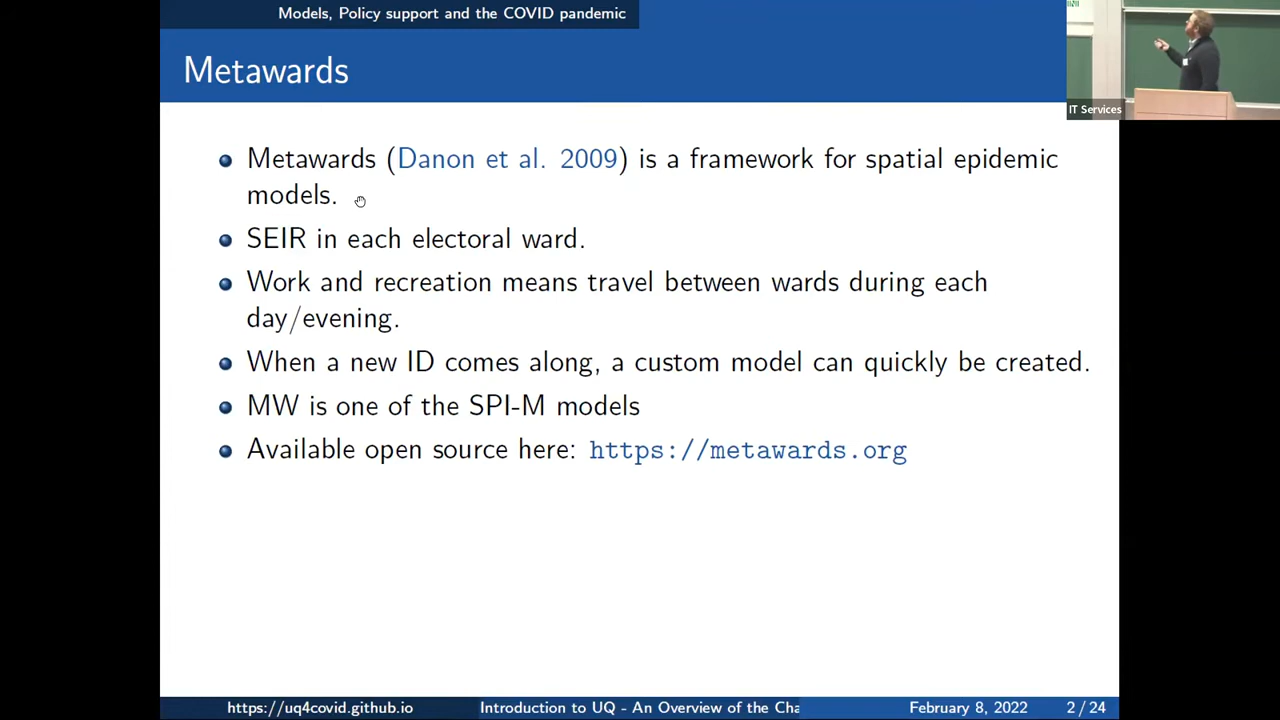 Models, Policy support and the COVID pandemic
Metawards
IT Services
Metawards (Danon et al. 2009) is a framework for spatial epidemic
models.
SEIR in each electoral ward.
Work and recreation means travel between wards during each
day/evening.
When a new ID comes along, a custom model can quickly be created.
MW is one of the SPI-M models
Available open source here: https://metawards.org
https://uq4covid.github.io
Introduction to UQ - An Overview of the Cha
February 8, 2022
2 / 24